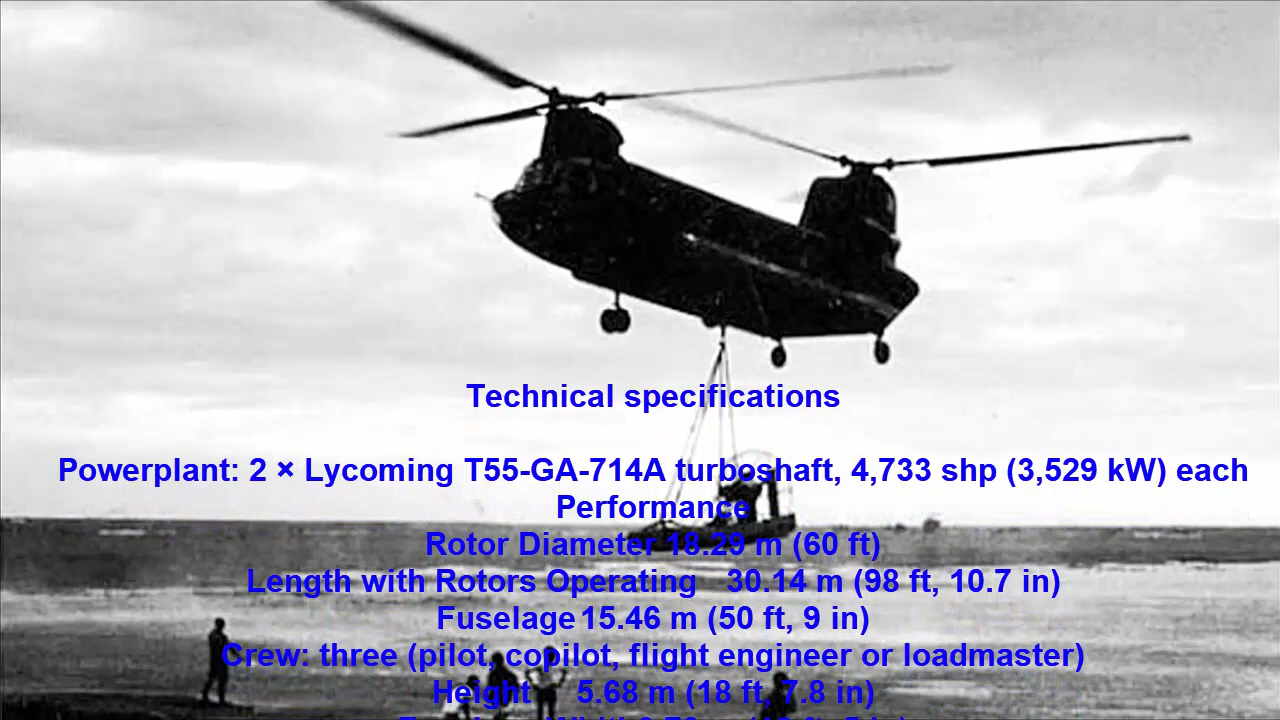 Technical specifications
Powerplant: 2 × Lycoming T55-GA-714A turboshaft, 4,733 shp (3,529 kW) each
Performance
Rotor Diameter 18.29 m (60 ft)
Length with Rotors Operating 30.14 m (98 ft, 10.7 in)
Fuselage 15.46 m (50 ft, 9 in)
Crew: three (pilot, copilot, flight engineer or loadmaster)
Height 5.68 m (18 ft, 7.8 in)